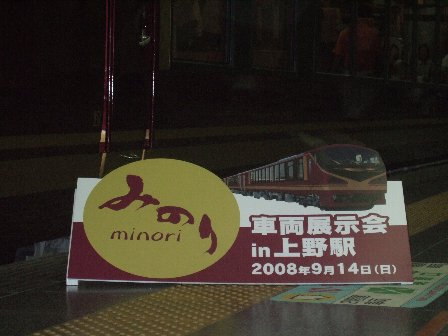 みのり
minori
車両展示会
in上野駅
2008年9月14日(日)